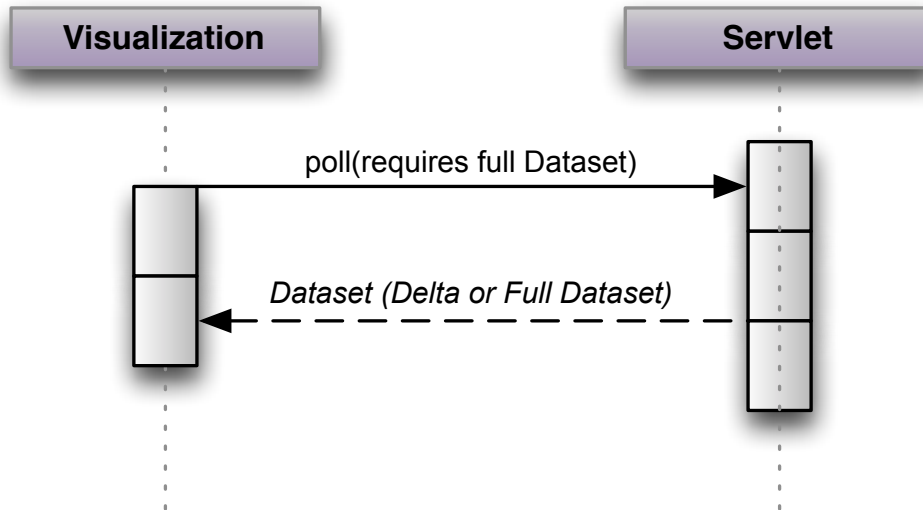 Visualization
Servlet
poll(requires full Dataset)
Dataset (Delta or Full Dataset)